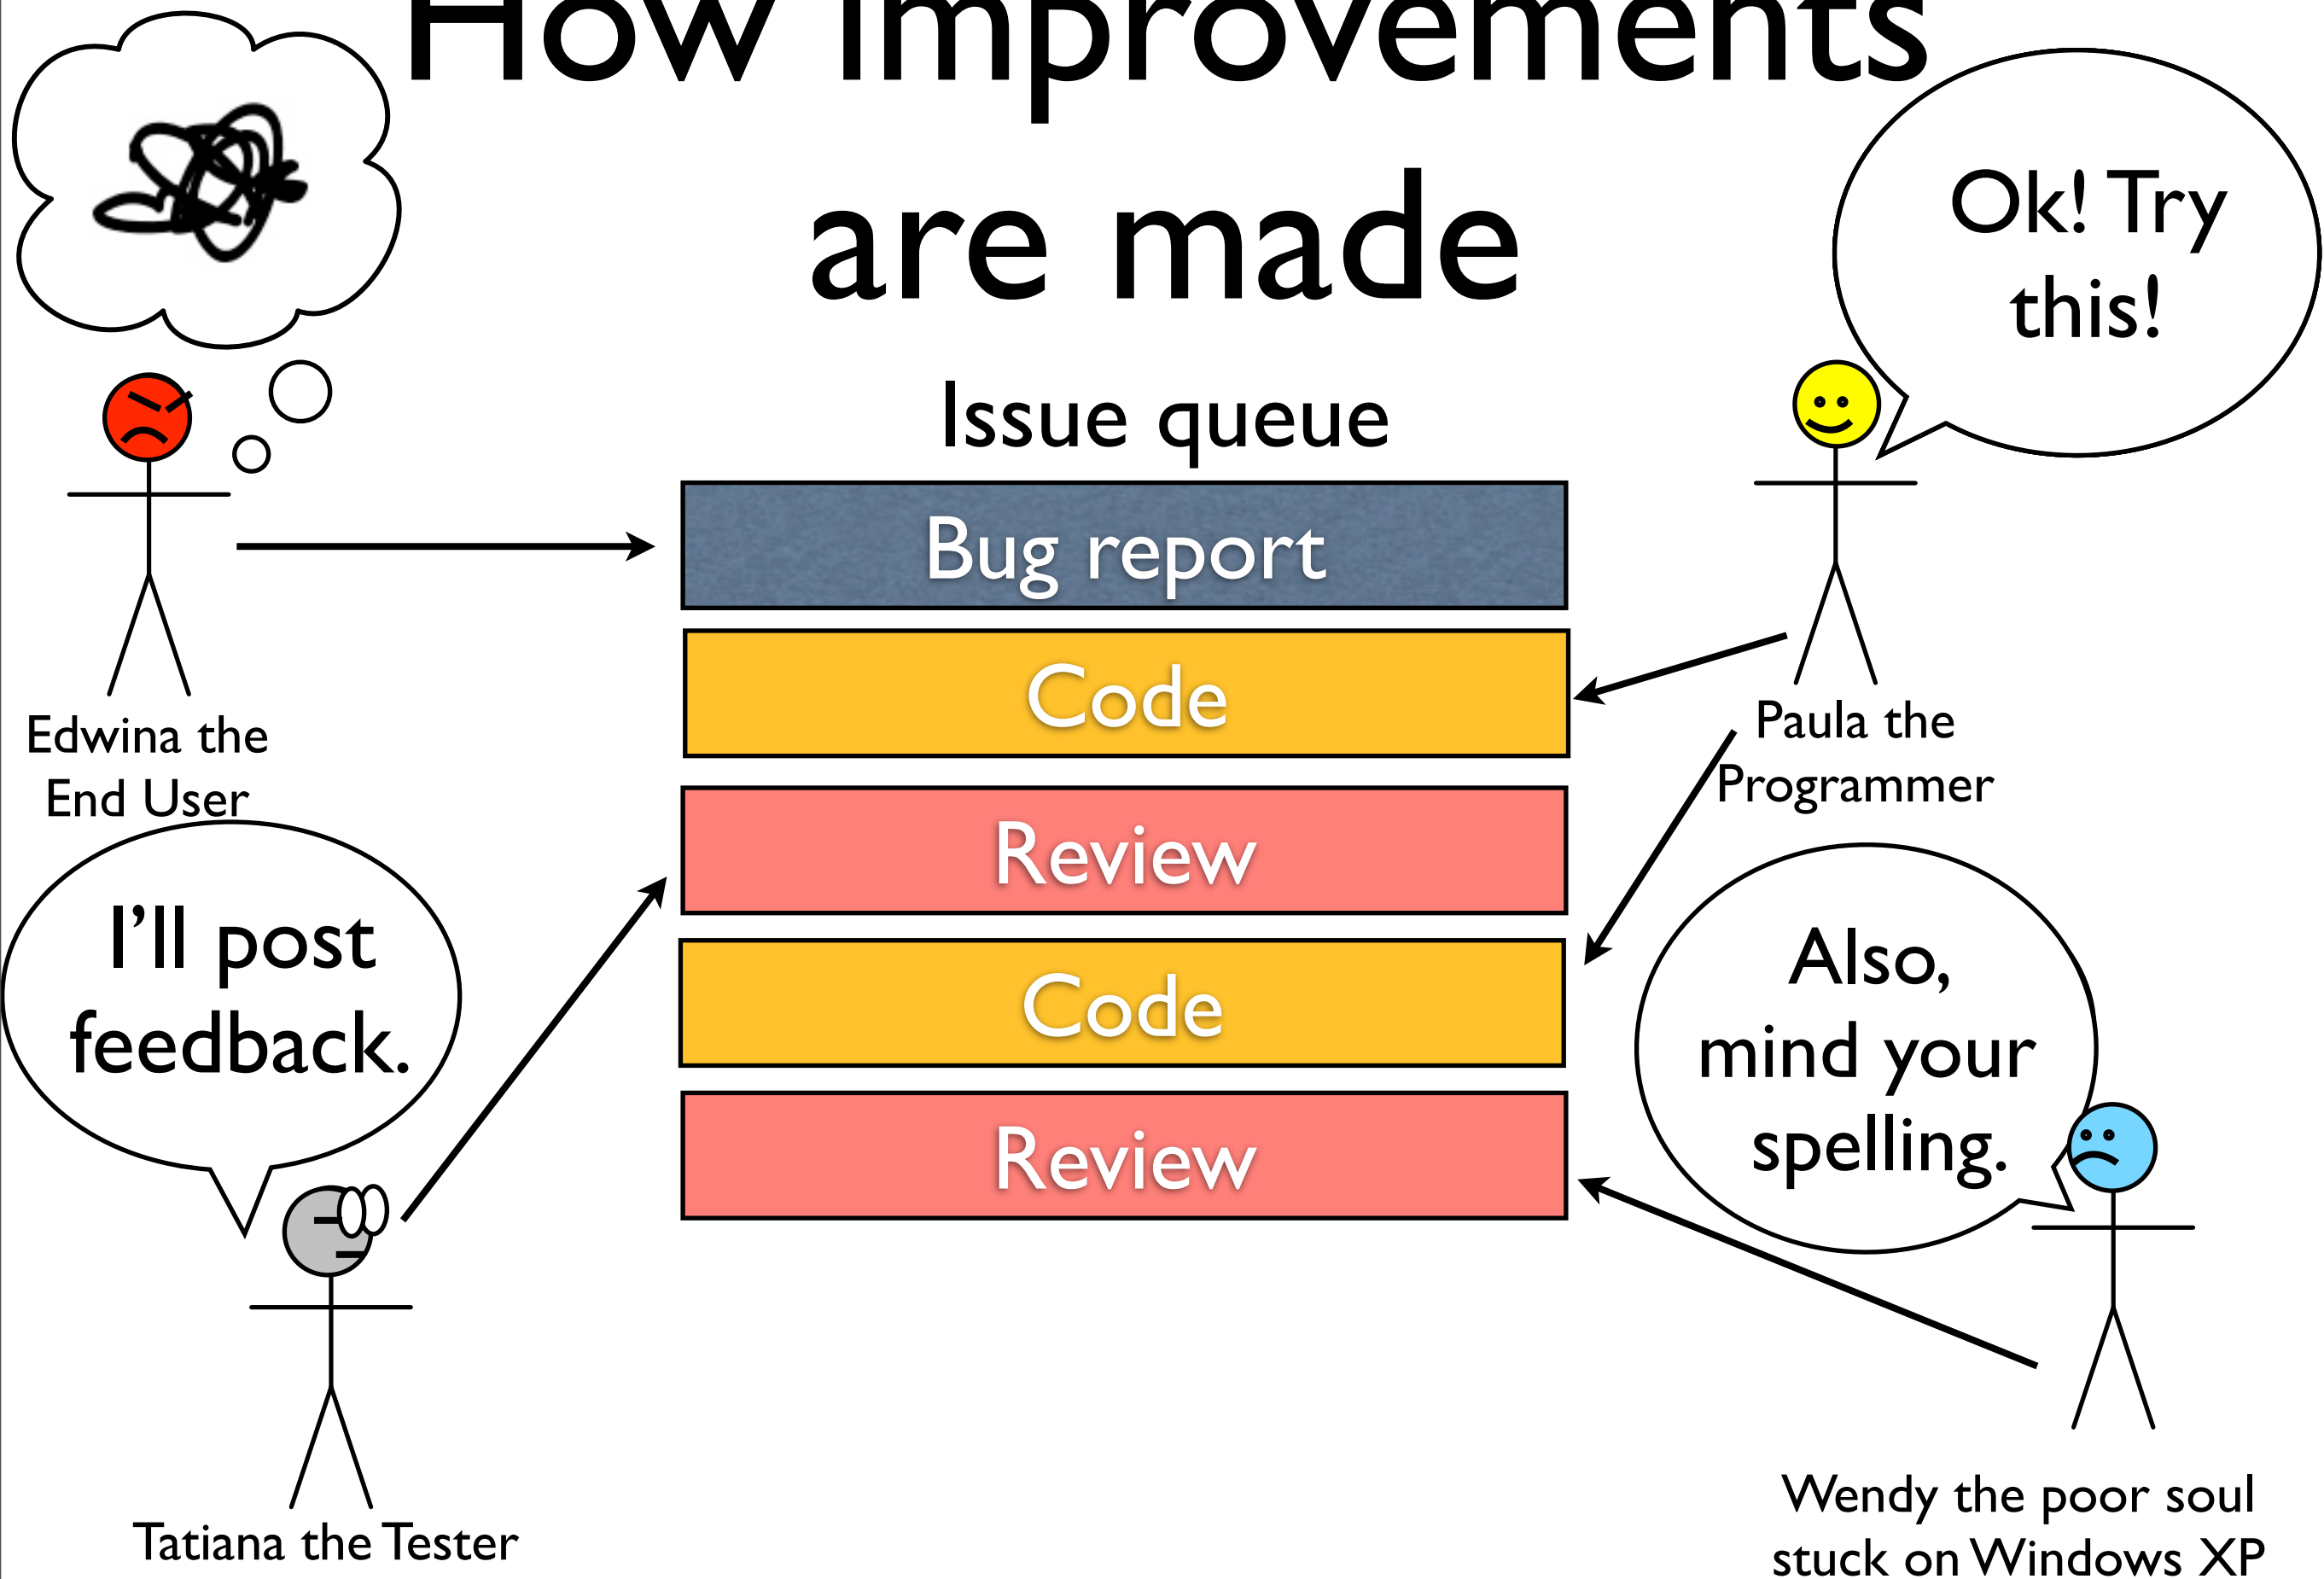 How improvements
are made
Ok! Try
this!
Issue queue
Bug report
Code
Review
Code
Review
Edwina the
End User
Paula the
Programmer
I’ll post
feedback.
Also,
mind your
spelling.
Tatiana the Tester
Wendy the poor soul
stuck on Windows XP